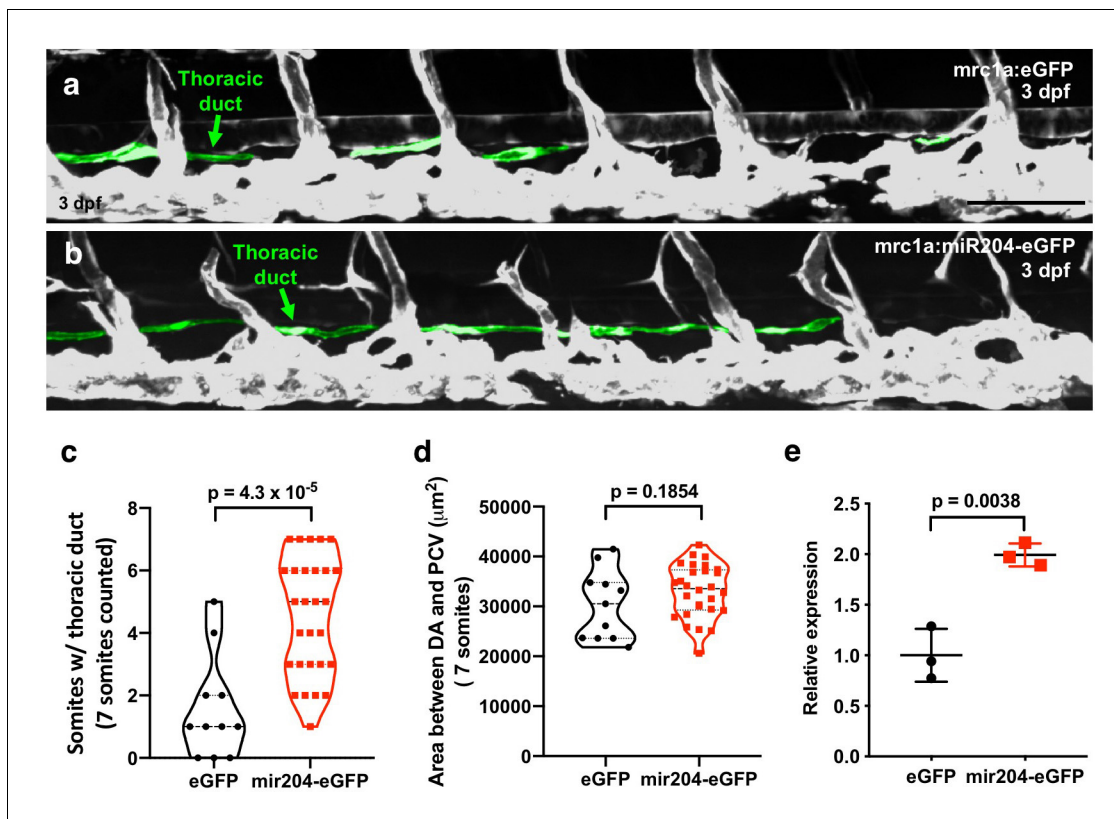 a
Thoracic
duct
mrc1a:eGFP
3 dpf
3 dpf
b
Thoracic
duct
mrc1a:miR204-eGFP
3 dpf
c
p = 4.3 x 10-5
Somites w/ thoracic duct
(7 somites counted)
8
6
4
2
0
eGFP
mir204-eGFP
d
p = 0.1854
Area between DA and PCV (μm2)
( 7 somites)
50000
40000
30000
20000
10000
0
eGFP
mir204-eGFP
e
p = 0.0038
Relative expression
2.5
2.0
1.5
1.0
0.5
0.0
eGFP
mir204-eGFP